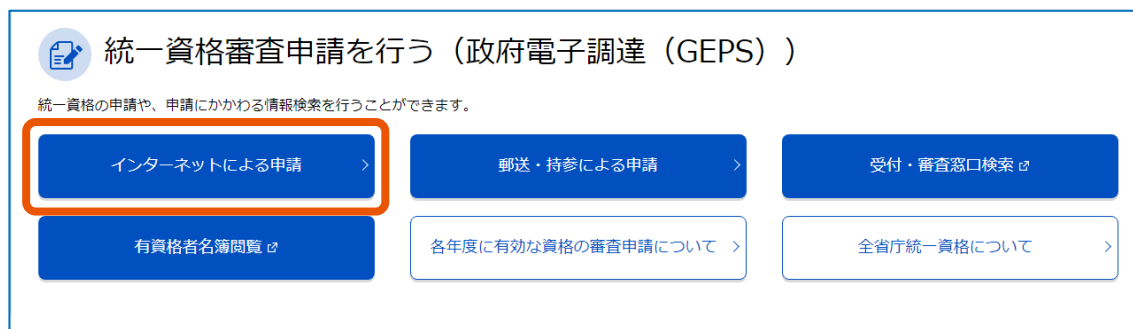 統一資格審査申請を行う（政府電子調達（GEPS））
統一資格の申請や、申請にかかわる情報検索を行うことができます。
インターネットによる申請
郵送・持参による申請
受付・審査窓口検索
有資格者名簿閲覧
各年度に有効な資格の審査申請について
全省庁統一資格について